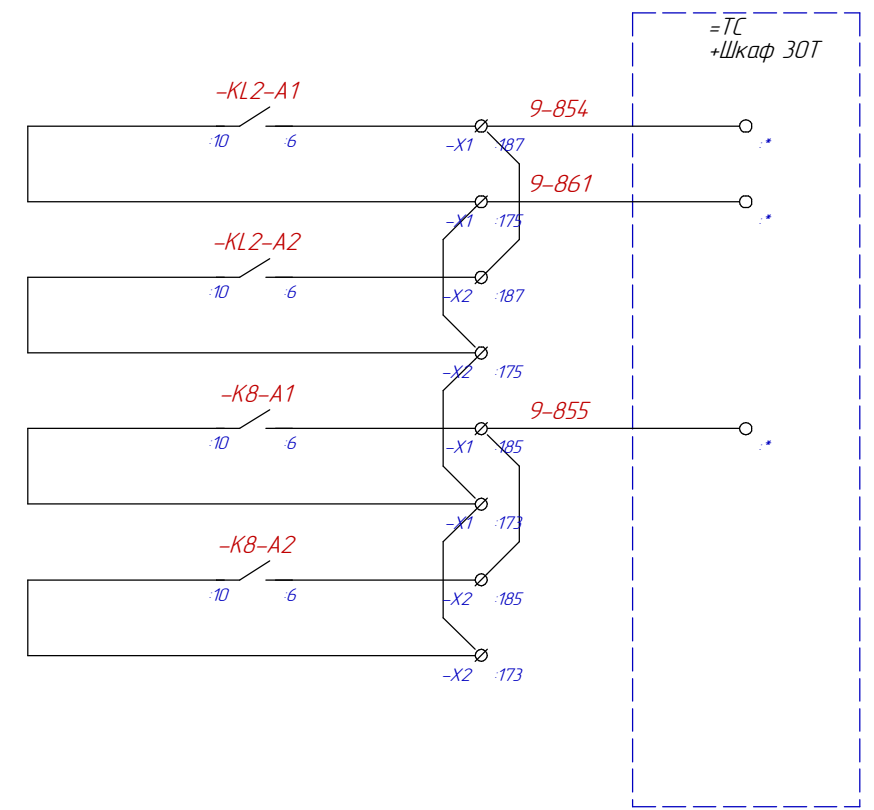 =ТС
+Шкаф ЗОТ
-KL2-A1
9-854
:10 :6 -X1 :187 :*
9-861
-X1 :175 :*
-KL2-A2
:10 :6 -X2 :187
-X2 :175
-K8-A1
9-855
:10 :6 -X1 :185 :*
-X1 :173
-K8-A2
:10 :6 -X2 :185
-X2 :173